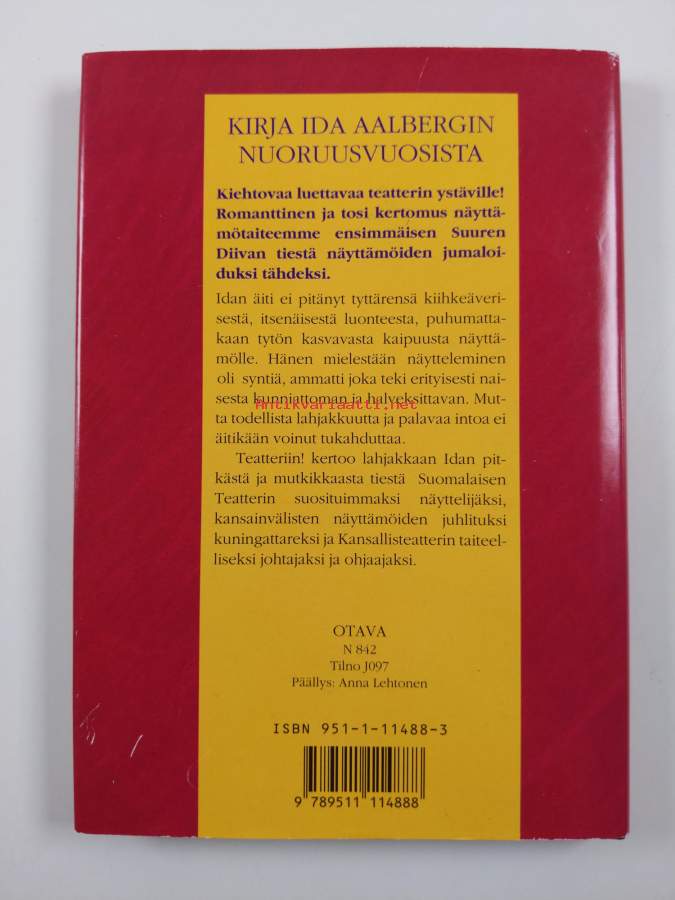 KIRJA IDA AALBERGIN
NUORUUSVUOSISTA
Kiehtovaa luettavaa teatterin ystäville!
Romanttinen ja tosi kertomus näyttä-
mötaiteemme ensimmäisen Suuren
Diivan tiestä näyttämöiden jumaloi-
duksi tähdeksi.
Idan äiti ei pitänyt tyttärensä kiihkeäveri-
sestä, itsenäisestä luonteesta, puhumatta-
kaan tytön kasvavasta kaipuusta näyttä-
mölle. Hänen mielestään näytteleminen
oli syntiä, ammatti joka teki erityisesti nai-
sesta kunniattoman ja halveksittavan. Mut-
Antikvariaatti.net
ta todellista lahjakkuutta ja palavaa intoa ei
äitikään voinut tukahduttaa.
Teatteriin! kertoo lahjakkaan Idan pit-
kästä ja mutkikkaasta tiestä Suomalaisen
Teatterin suosituimmaksi näyttelijäksi,
kansainvälisten näyttämöiden juhlituksi
kuningattareksi ja Kansallisteatterin taiteel-
liseksi johtajaksi ja ohjaajaksi.
OTAVA
N 842
Tilno J097
Päällys: Anna Lehtonen
ISBN 951-1-11488-3
9 789511 114888